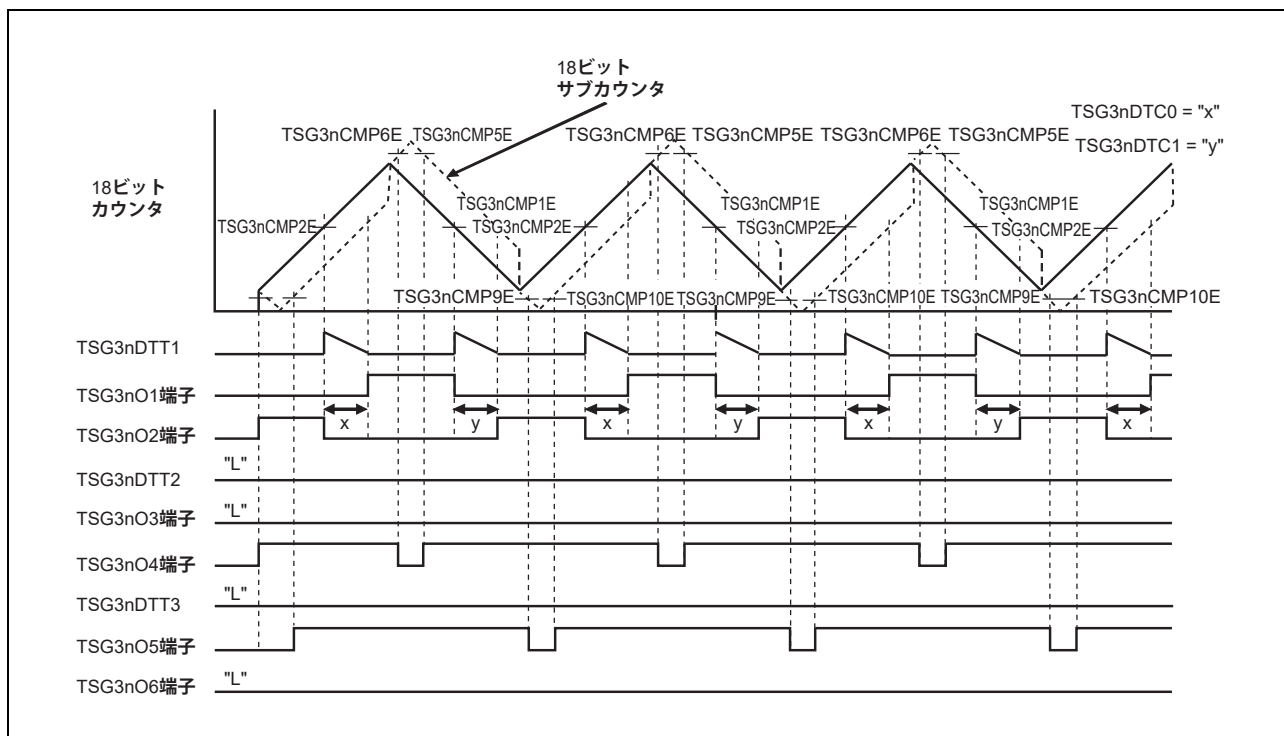 18ビット
サブカウンタ
TSG3nDTC0 = "x"
TSG3nCMP6E TSG3nCMP5E TSG3nCMP6E TSG3nCMP5E TSG3nCMP6E TSG3nCMP5E
TSG3nDTC1 = "y"
18ビット
カウンタ
TSG3nCMP1E TSG3nCMP1E TSG3nCMP1E
TSG3nCMP2E TSG3nCMP2E TSG3nCMP2E TSG3nCMP2E
TSG3nCMP9E TSG3nCMP10E TSG3nCMP9E TSG3nCMP10E TSG3nCMP9E TSG3nCMP10E
TSG3nDTT1
TSG3nO1端子
x y x y x y x
TSG3nO2端子
"L"
TSG3nDTT2
"L"
TSG3nO3端子
TSG3nO4端子
"L"
TSG3nDTT3
TSG3nO5端子
"L"
TSG3nO6端子